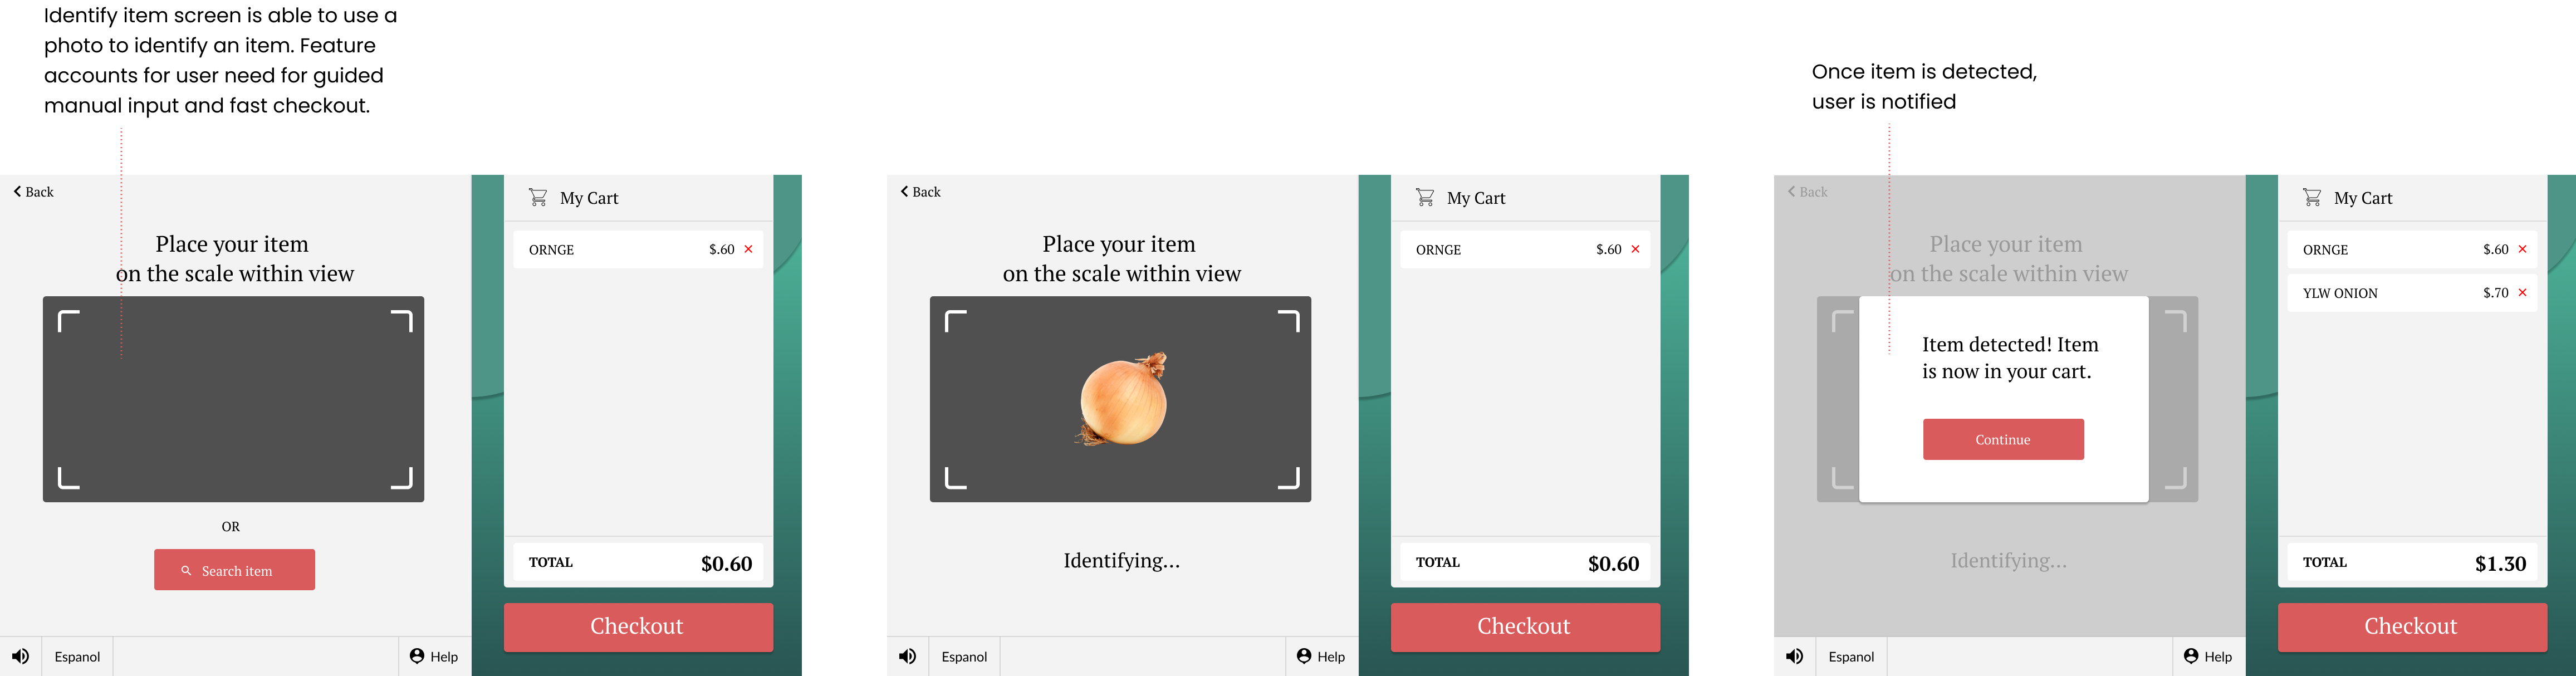 Identify item screen is able to use a
photo to identify an item. Feature
accounts for user need for guided
manual input and fast checkout.
Back
Place your item
on the scale within view
OR
Search item
Espanol
Help
My Cart
ORNGE $.60
TOTAL $0.60
Checkout
Back
Place your item
on the scale within view
Identifying...
Espanol
Help
My Cart
ORNGE $.60
TOTAL $0.60
Checkout
Once item is detected,
user is notified
Back
Place your item
on the scale within view
Item detected! Item
is now in your cart.
Continue
Identifying...
Espanol
Help
My Cart
ORNGE $.60
YLW ONION $.70
TOTAL $1.30
Checkout